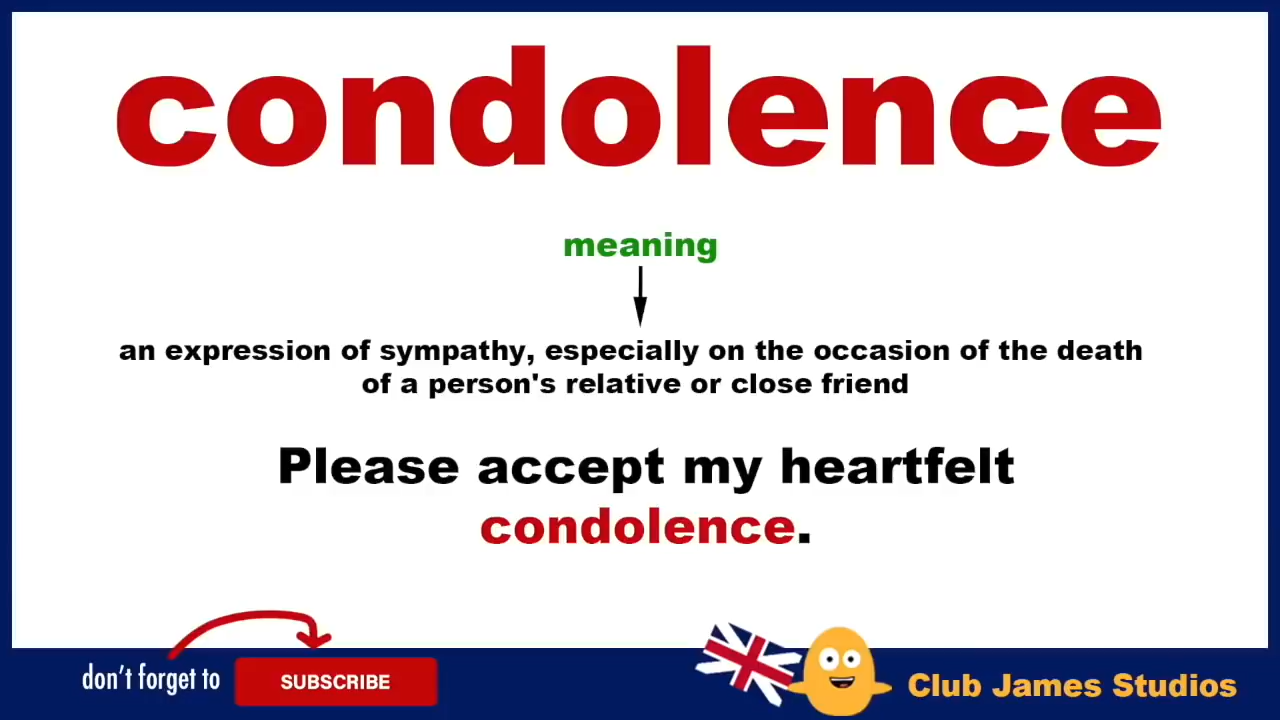 condolence
meaning
an expression of sympathy, especially on the occasion of the death
of a person's relative or close friend
Please accept my heartfelt
condolence.
don't forget to
SUBSCRIBE
Club James Studios